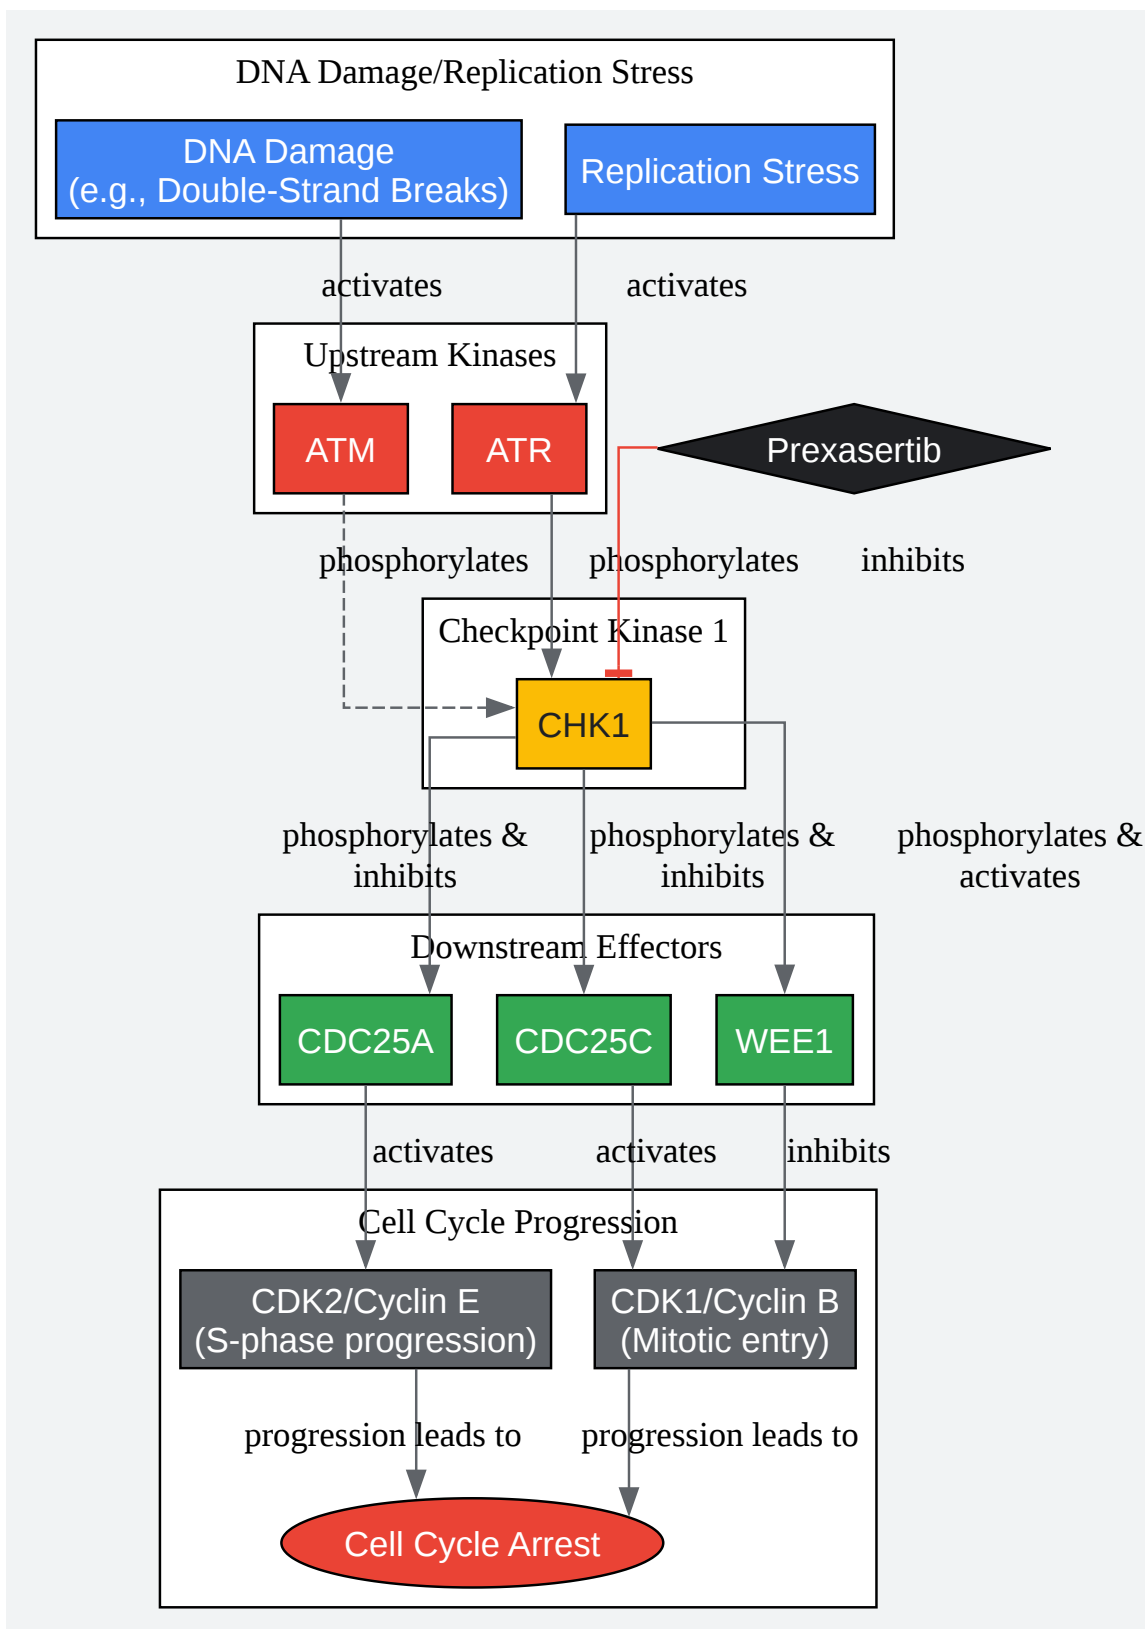 DNA Damage/Replication Stress
DNA Damage
(e.g., Double-Strand Breaks)
Replication Stress
activates
activates
Upstream Kinases
ATM
ATR
Prexasertib
phosphorylates
phosphorylates
inhibits
Checkpoint Kinase 1
CHK1
phosphorylates &
inhibits
phosphorylates &
inhibits
phosphorylates &
activates
Downstream Effectors
CDC25A
CDC25C
WEE1
activates
activates
inhibits
Cell Cycle Progression
CDK2/Cyclin E
(S-phase progression)
CDK1/Cyclin B
(Mitotic entry)
progression leads to
progression leads to
Cell Cycle Arrest